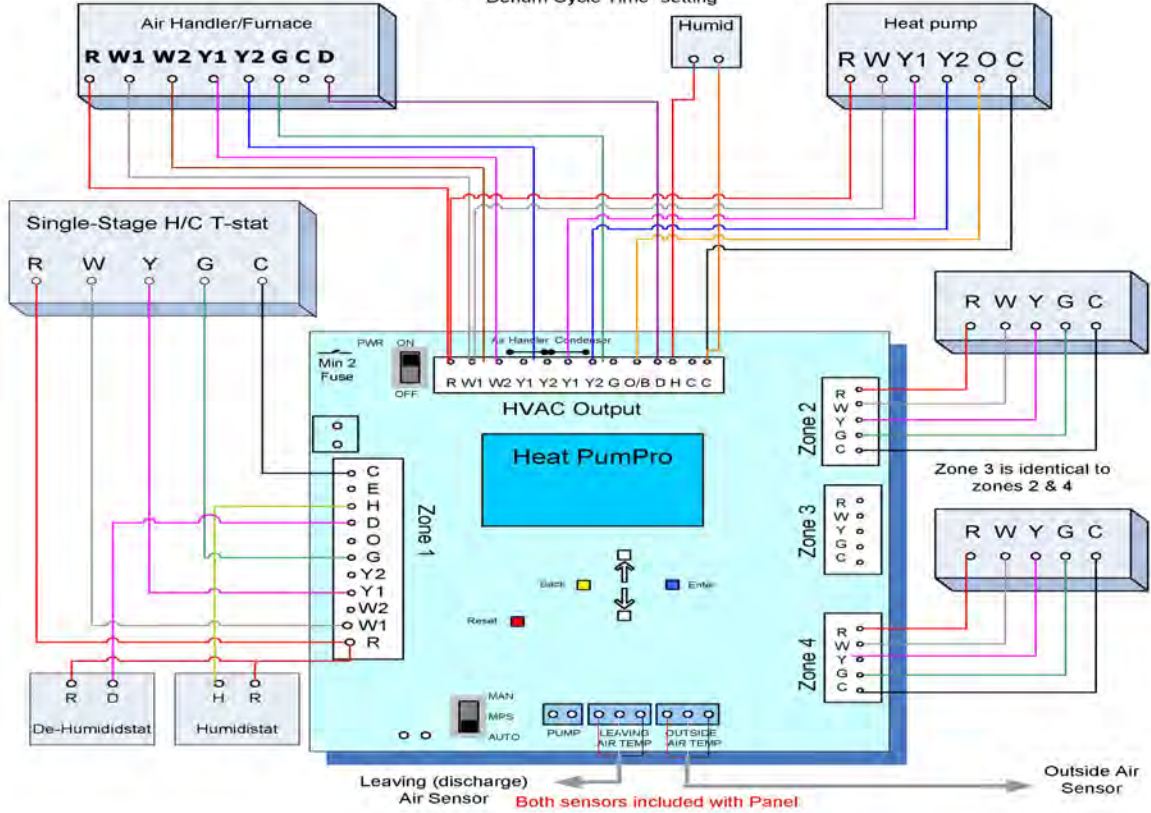 Defrum Cycle Time setting
Air Handler/Furnace
R W1 W2 Y1 Y2 G C D
Humid
Heat pump
R W Y1 Y2 O C
Single-Stage H/C T-stat
R W Y G C
R W Y G C
PWR
ON
OFF
Min 2
Fuse
Air Handler Condenser
R W1 W2 Y1 Y2 Y1 Y2 G O/B D H C C
HVAC Output
Heat PumPro
Zone 1
C
E
H
D
O
G
Y2
Y1
W2
W1
R
Zone 2
R
W
Y
G
C
Zone 3 is identical to
zones 2 & 4
Zone 3
R
W
Y
G
C
R W Y G C
Zone 4
R
W
Y
G
C
Back
Enter
Reset
R D
De-Humididstat
H R
Humidistat
MAN
MPS
AUTO
PUMP
LEAVING
AIR TEMP
OUTSIDE
AIR TEMP
Leaving (discharge)
Air Sensor
Both sensors included with Panel
Outside Air
Sensor